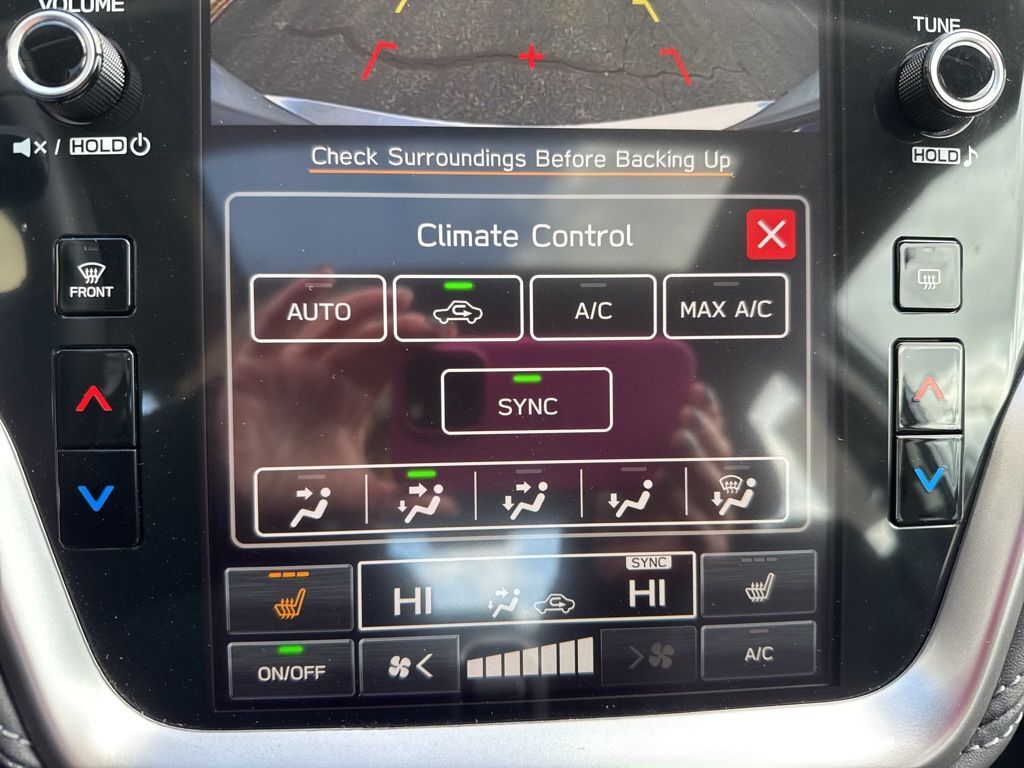 VOLUME
TUNE
/ HOLD
HOLD
Check Surroundings Before Backing Up
Climate Control
FRONT
AUTO
A/C
MAX A/C
SYNC
SYNC
HI
HI
ON/OFF
A/C